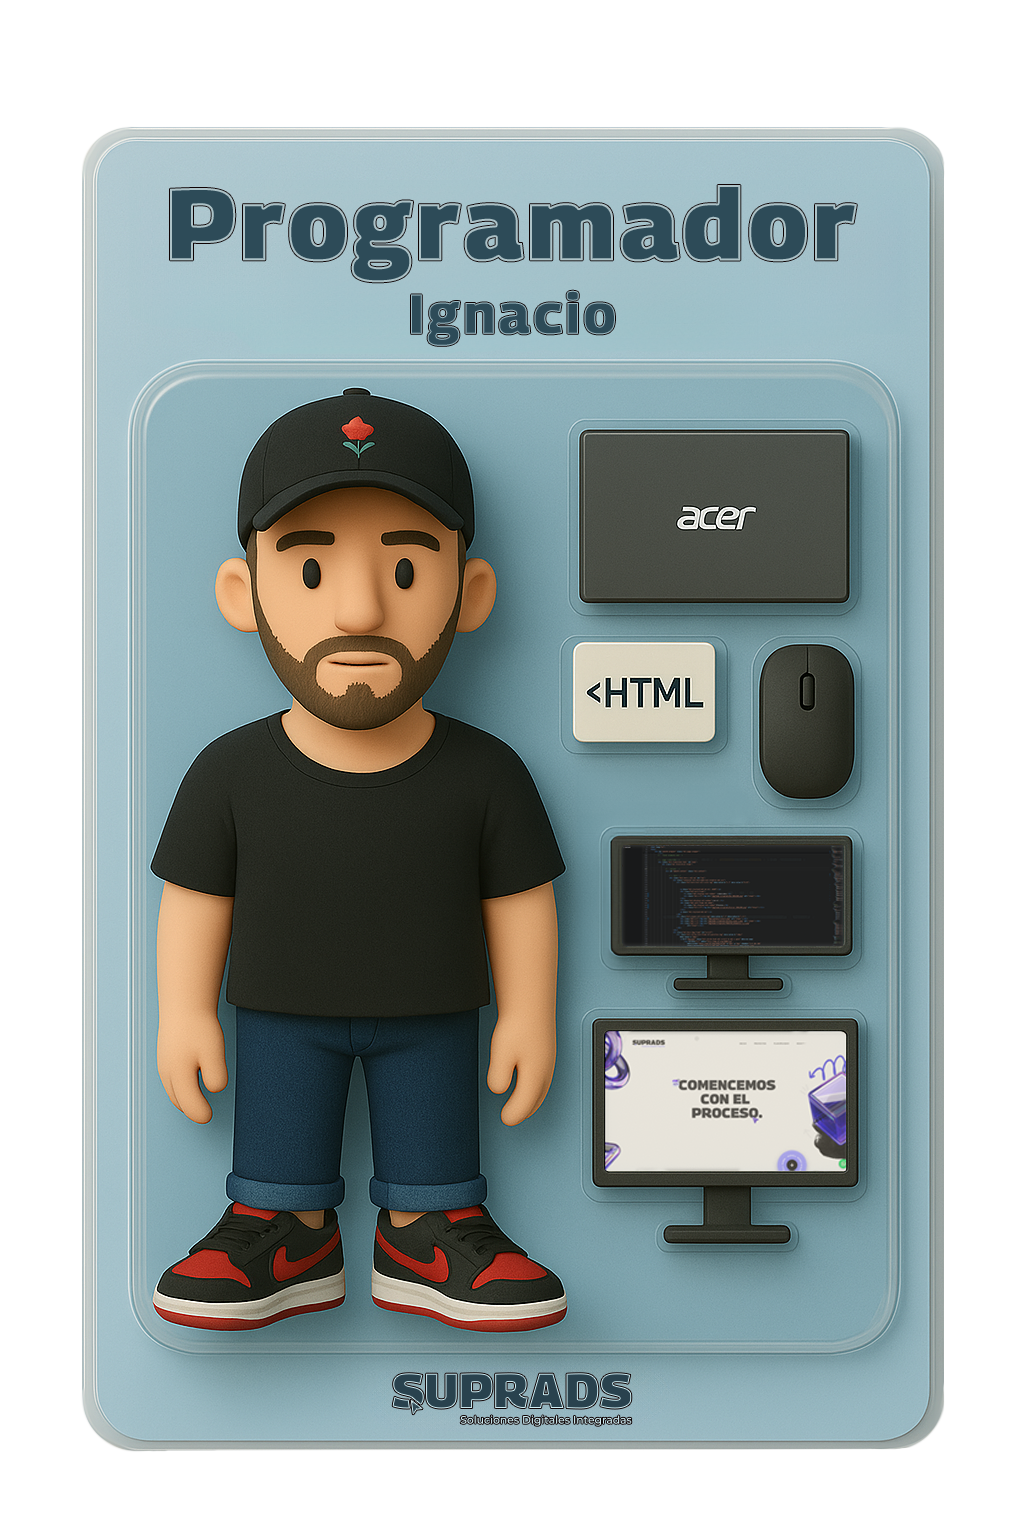 Programador
Ignacio
acer
<HTML
SUPRADS
COMENCEMOS
CON EL
PROCESO.
SUPRADS
Soluciones Digitales Integradas